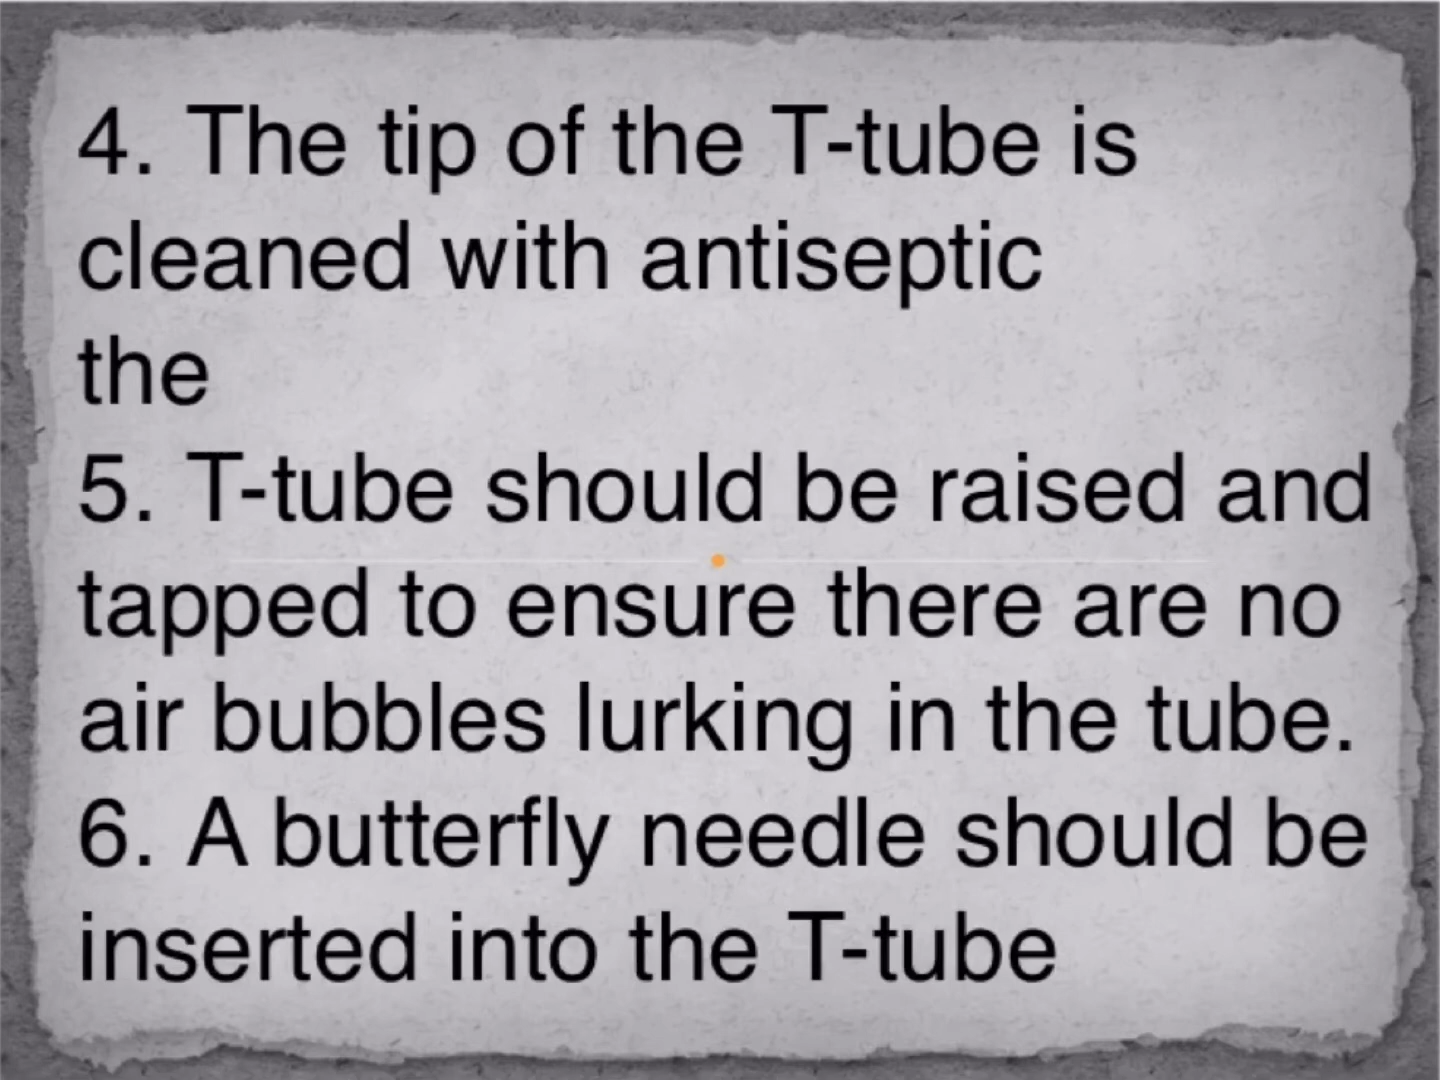 4. The tip of the T-tube is
cleaned with antiseptic
the
5. T-tube should be raised and
tapped to ensure there are no
air bubbles lurking in the tube.
6. A butterfly needle should be
inserted into the T-tube